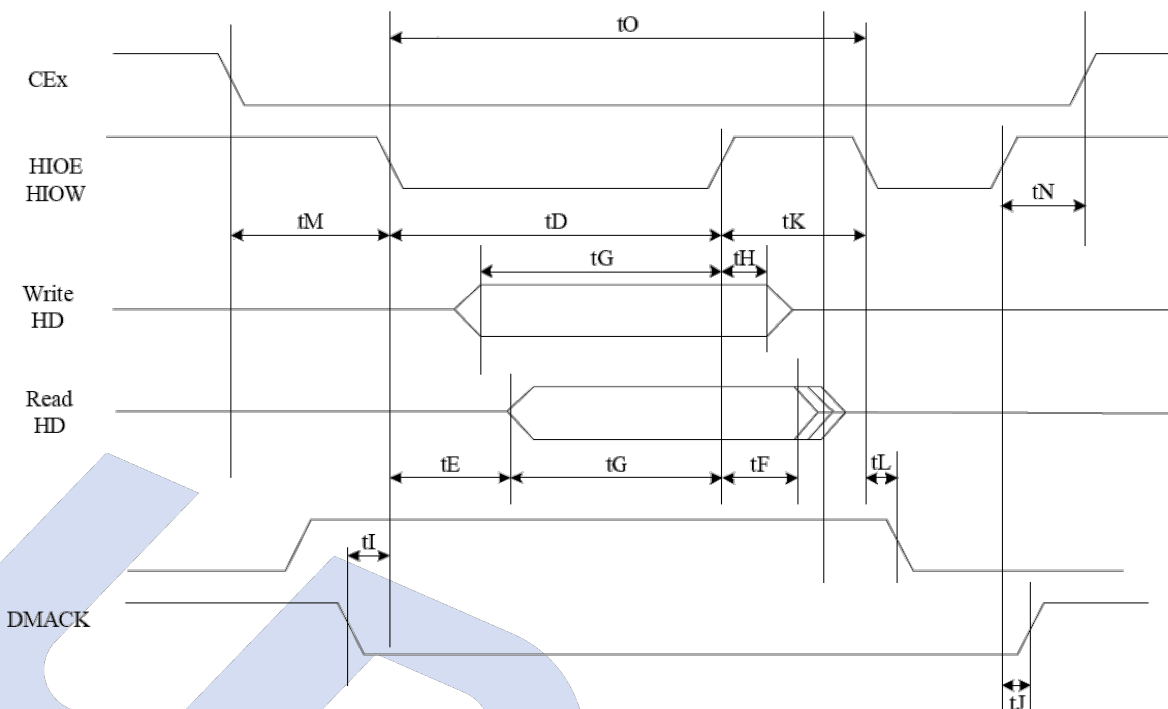 tO
CEx
HIOE
HIOW
tN
tM
tD
tK
tG
tH
Write
HD
Read
HD
tE
tG
tF
tL
tI
DMACK
tJ